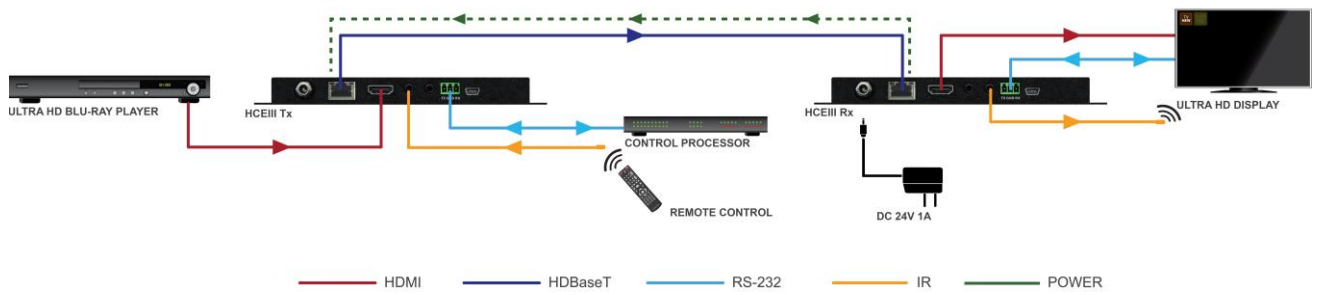 ULTRA HD BLU-RAY PLAYER
HCEIII Tx
CONTROL PROCESSOR
REMOTE CONTROL
HCEIII Rx
DC 24V 1A
ULTRA HD DISPLAY
HDMI
HDBaseT
RS-232
IR
POWER